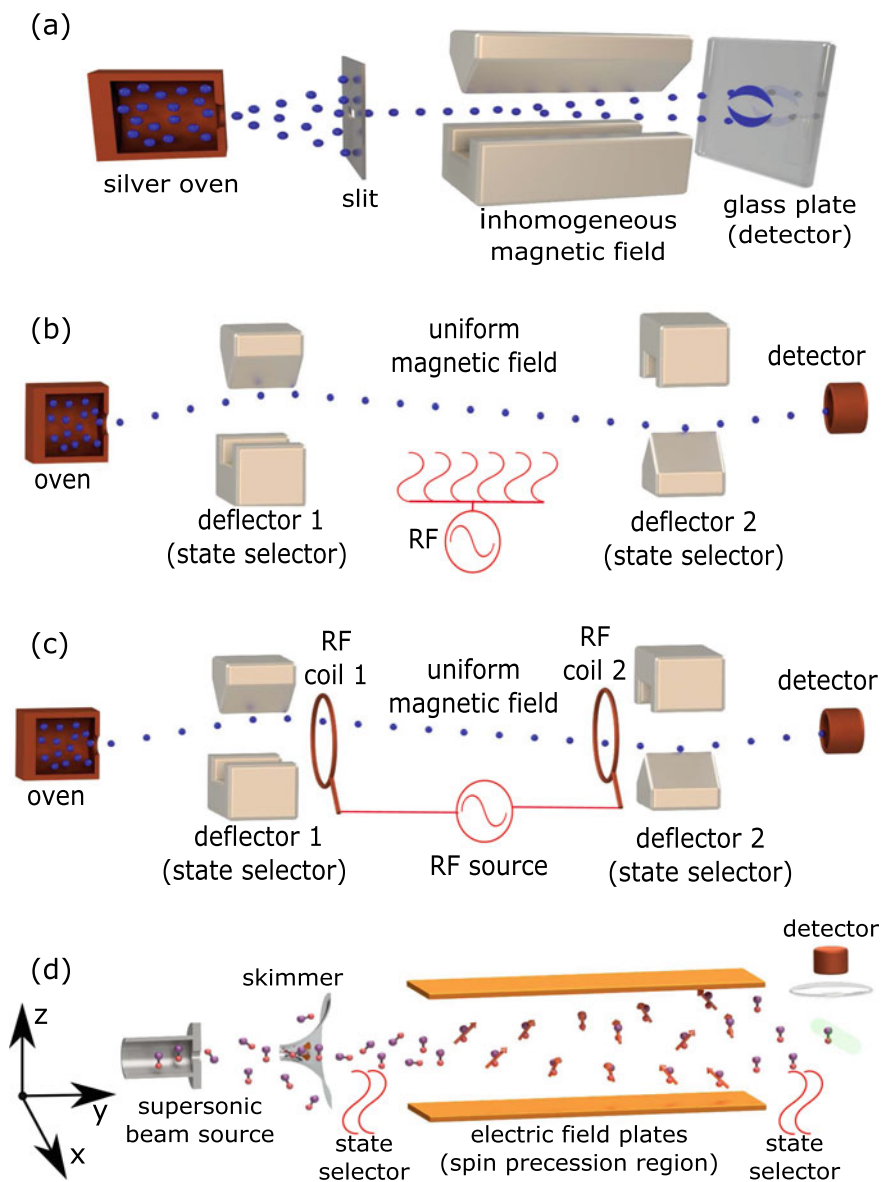 (a)
silver oven
slit
inhomogeneous
magnetic field
glass plate
(detector)
(b)
uniform
magnetic field
detector
oven
deflector 1
(state selector)
RF
deflector 2
(state selector)
(c)
RF
coil 1
uniform
magnetic field
RF
coil 2
detector
oven
deflector 1
(state selector)
RF source
deflector 2
(state selector)
(d)
skimmer
detector
z
y
x
supersonic
beam source
state
selector
electric field plates
(spin precession region)
state
selector